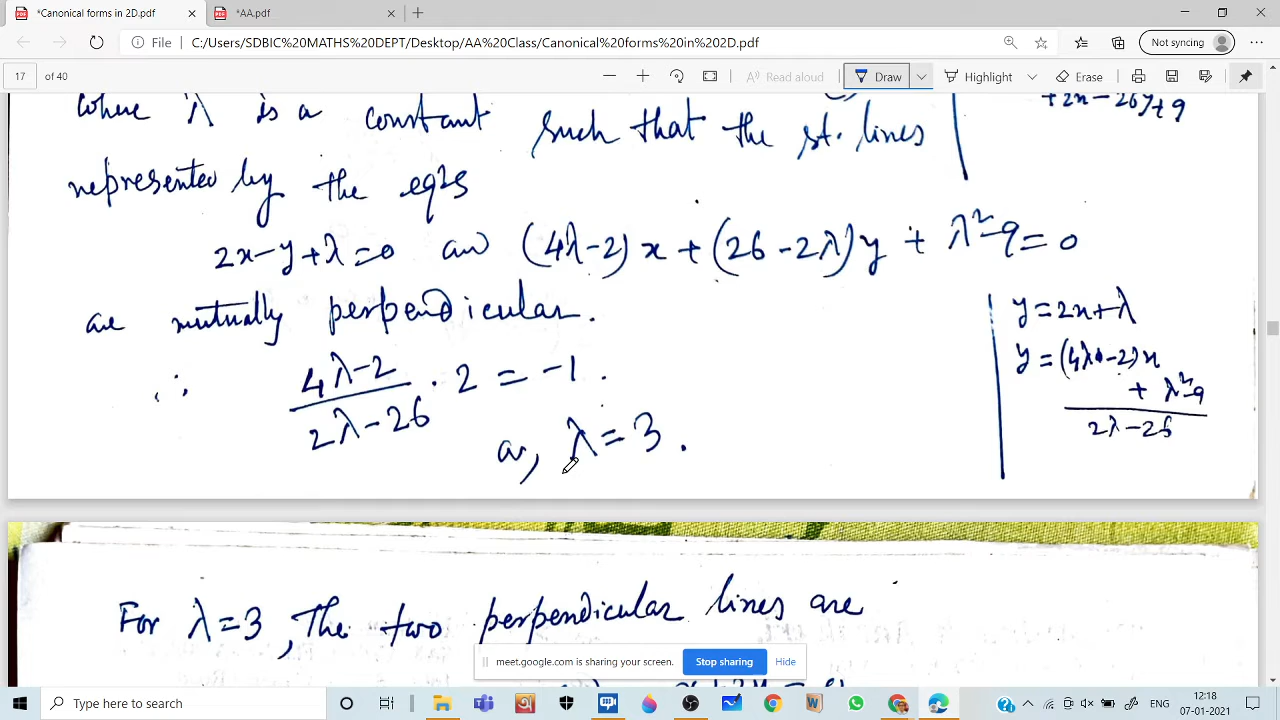 *Canonical forms in 2D.pdf
*AA.pdf
File C:/Users/SDBIC%20MATHS%20DEPT/Desktop/AA%20Class/Canonical%20forms%20in%202D.pdf
Not syncing
17 of 40
Read aloud
Draw
Highlight
Erase
+2x-26y+9
Where λ is a constant such that the st. lines
represented by the eqns
2x-y+λ=0 and (4λ-2)x+(26-2λ)y+λ²-9=0
are mutually perpendicular.
y=2x+λ
y=(4λ-2)x
+ λ²-9
2λ-26
∴ 4λ-2/2λ-26 . 2 = -1.
or, λ=3.
For λ=3, The two perpendicular lines are
meet.google.com is sharing your screen.
Stop sharing
Hide
Type here to search
ENG
12:18
07-01-2021